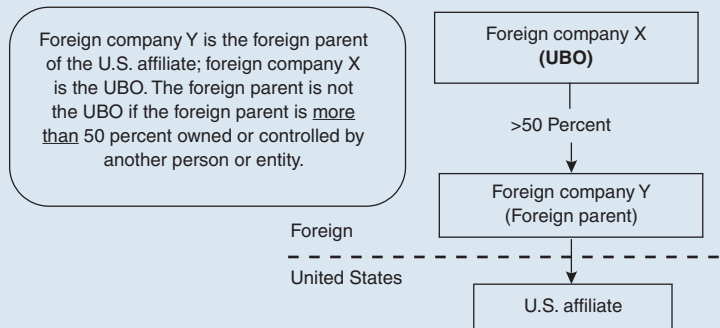 Foreign company Y is the foreign parent
of the U.S. affiliate; foreign company X
is the UBO. The foreign parent is not
the UBO if the foreign parent is more
than 50 percent owned or controlled by
another person or entity.
Foreign company X
(UBO)
>50 Percent
Foreign company Y
(Foreign parent)
Foreign
United States
U.S. affiliate